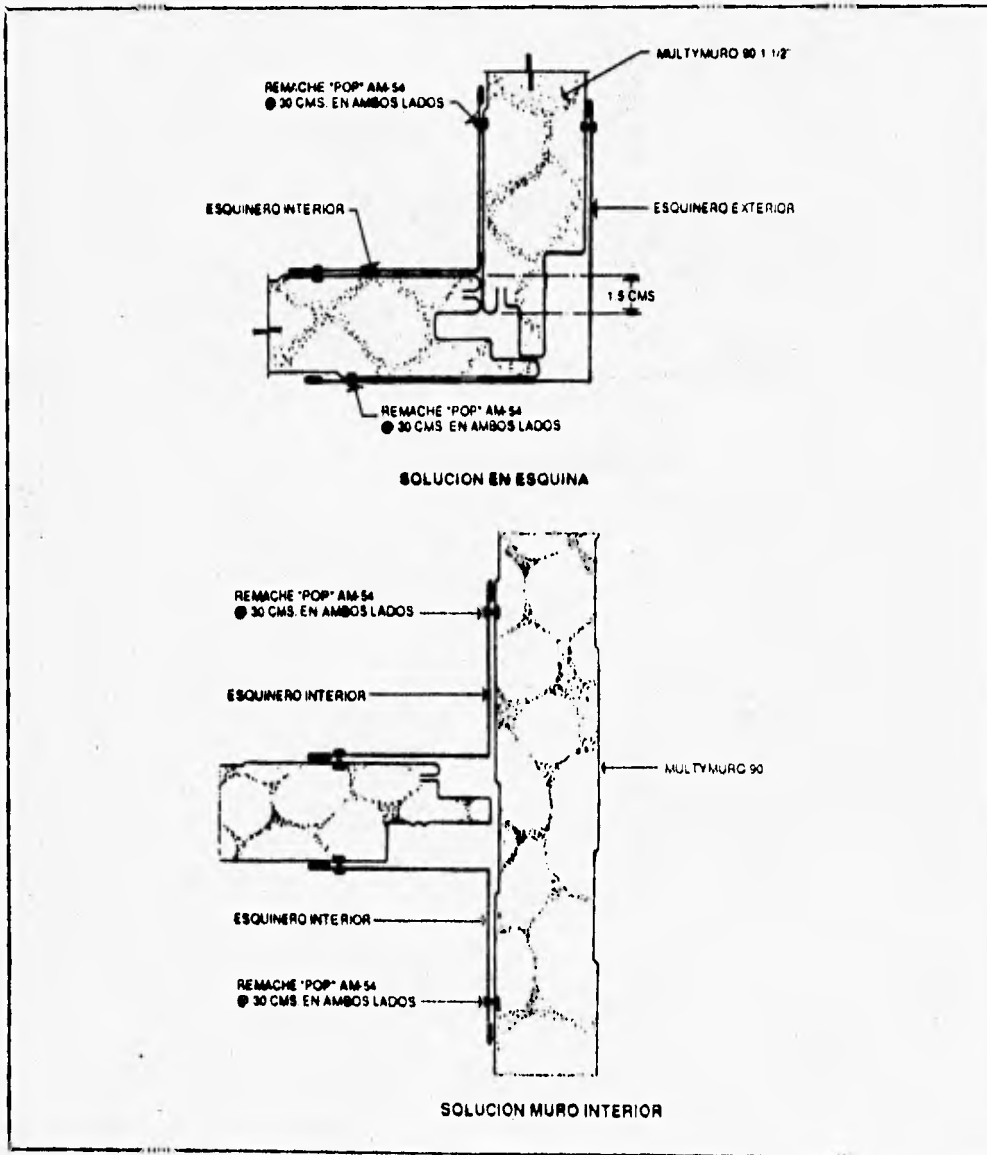 MULTYMURO 90 1 1/2"
REMACHE "POP" AM-54
@ 30 CMS. EN AMBOS LADOS
ESQUINERO INTERIOR
ESQUINERO EXTERIOR
1.5 CMS
REMACHE "POP" AM-54
@ 30 CMS. EN AMBOS LADOS
SOLUCION EN ESQUINA
REMACHE "POP" AM-54
@ 30 CMS. EN AMBOS LADOS
ESQUINERO INTERIOR
MULTYMURO 90
ESQUINERO INTERIOR
REMACHE "POP" AM-54
@ 30 CMS. EN AMBOS LADOS
SOLUCION MURO INTERIOR